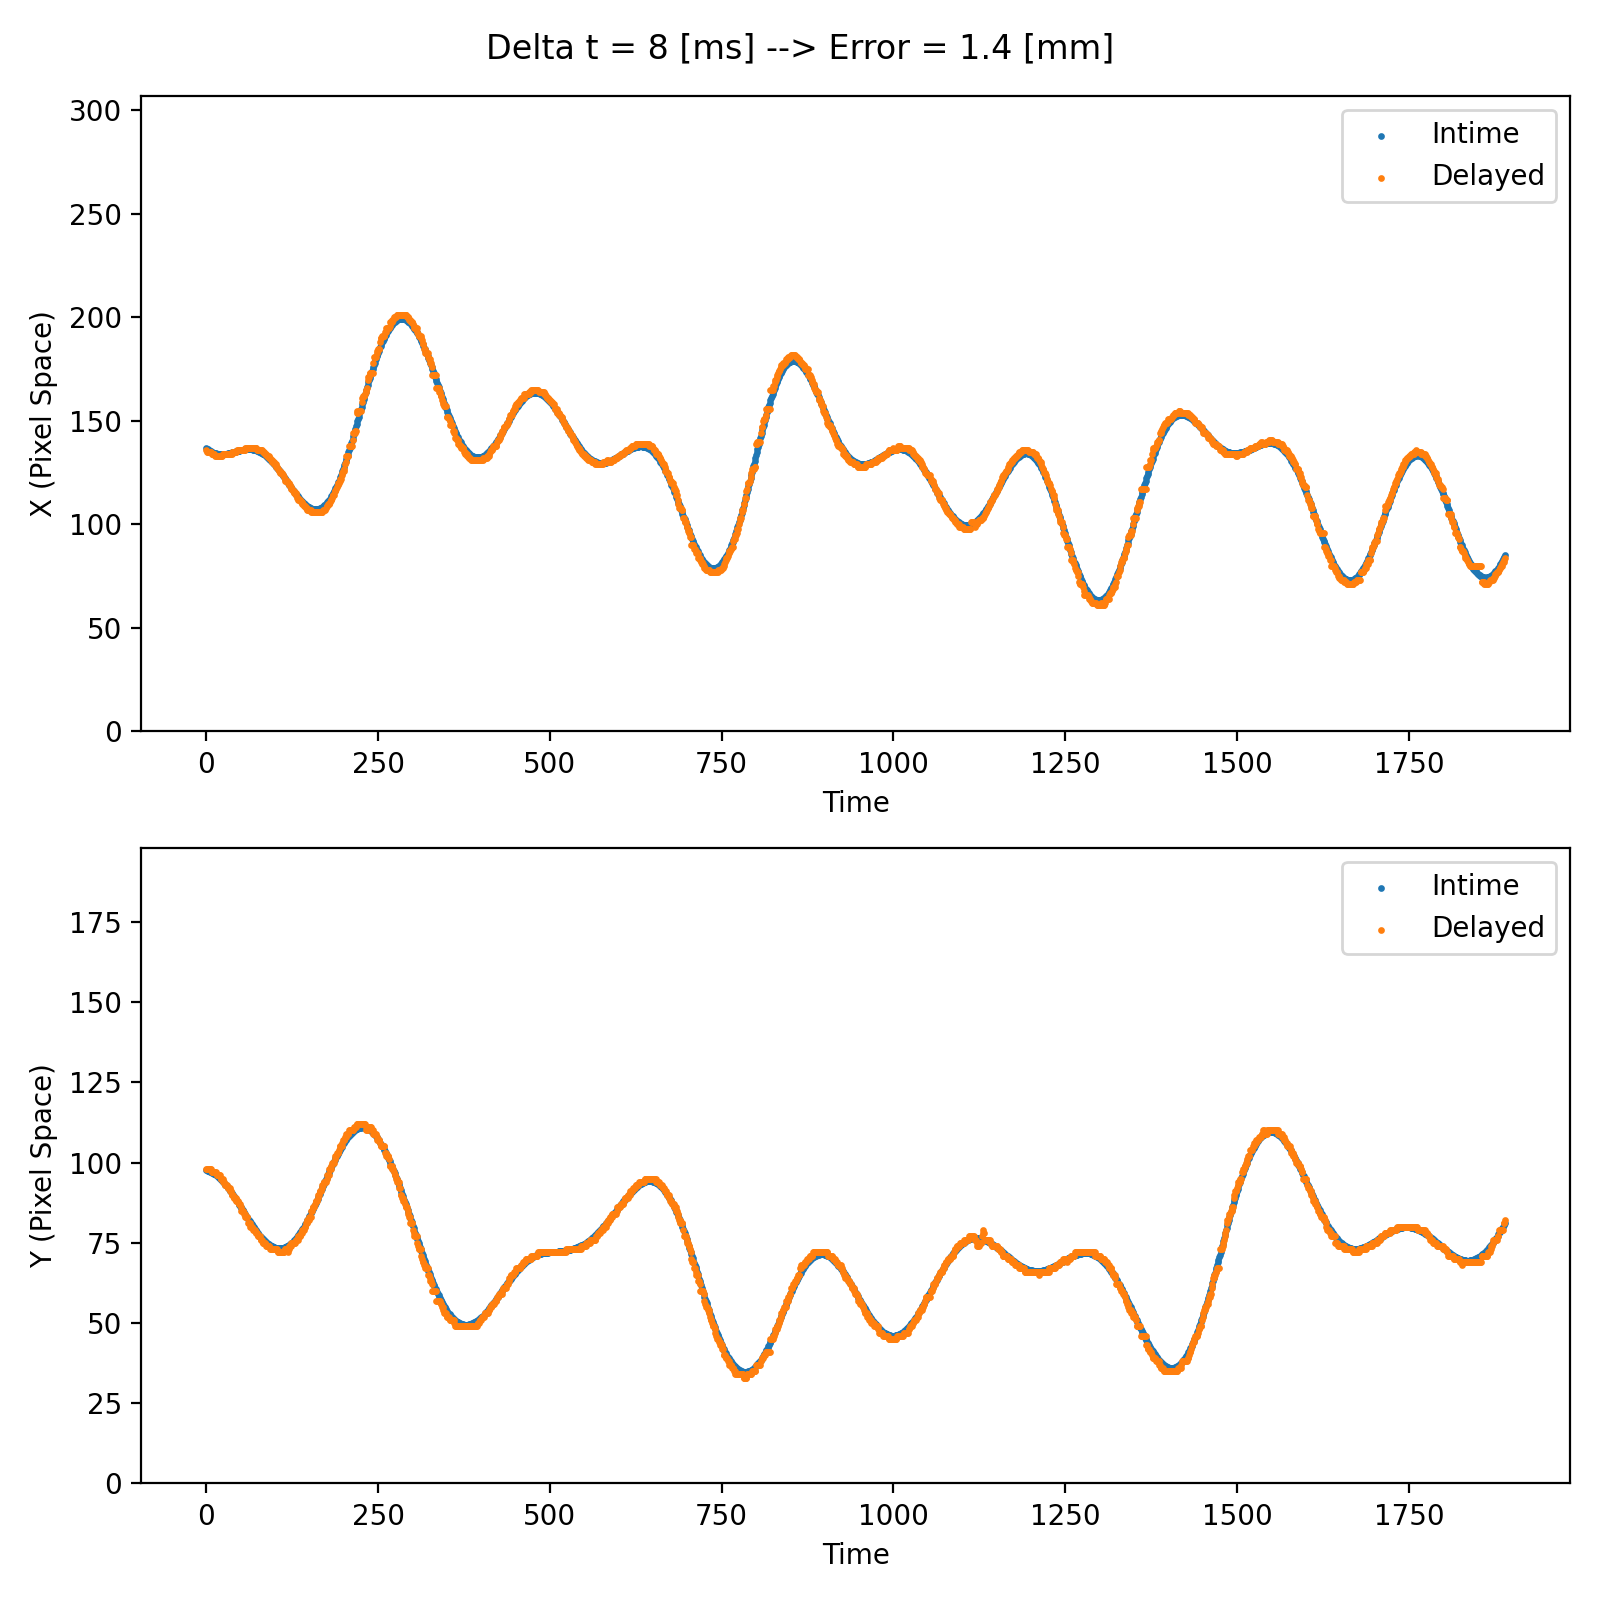 Delta t = 8 [ms] --> Error = 1.4 [mm]
300
250
200
150
100
50
0
X (Pixel Space)
Intime
Delayed
0 250 500 750 1000 1250 1500 1750
Time
175
150
125
100
75
50
25
0
Y (Pixel Space)
Intime
Delayed
0 250 500 750 1000 1250 1500 1750
Time